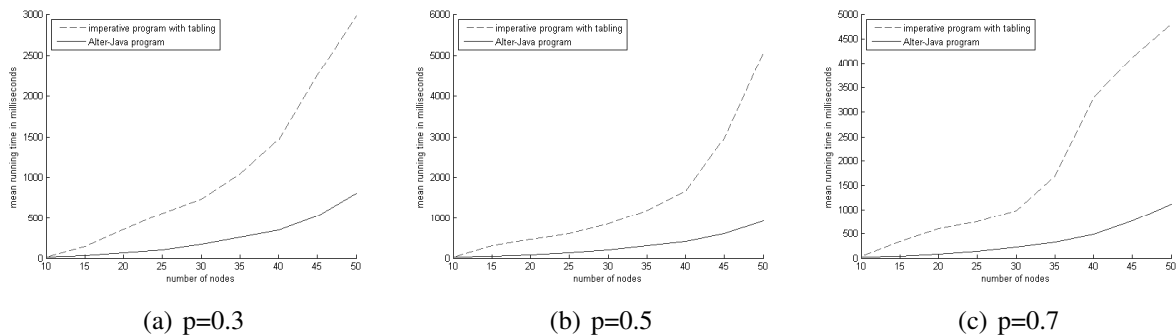 3000
2500
2000
1500
1000
500
0
10 15 20 25 30 35 40 45 50
mean running time in milliseconds
number of nodes
imperative program with tabling
Alter-Java program
(a) p=0.3
6000
5000
4000
3000
2000
1000
0
10 15 20 25 30 35 40 45 50
mean running time in milliseconds
number of nodes
imperative program with tabling
Alter-Java program
(b) p=0.5
5000
4500
4000
3500
3000
2500
2000
1500
1000
500
0
10 15 20 25 30 35 40 45 50
mean running time in milliseconds
number of nodes
imperative program with tabling
Alter-Java program
(c) p=0.7